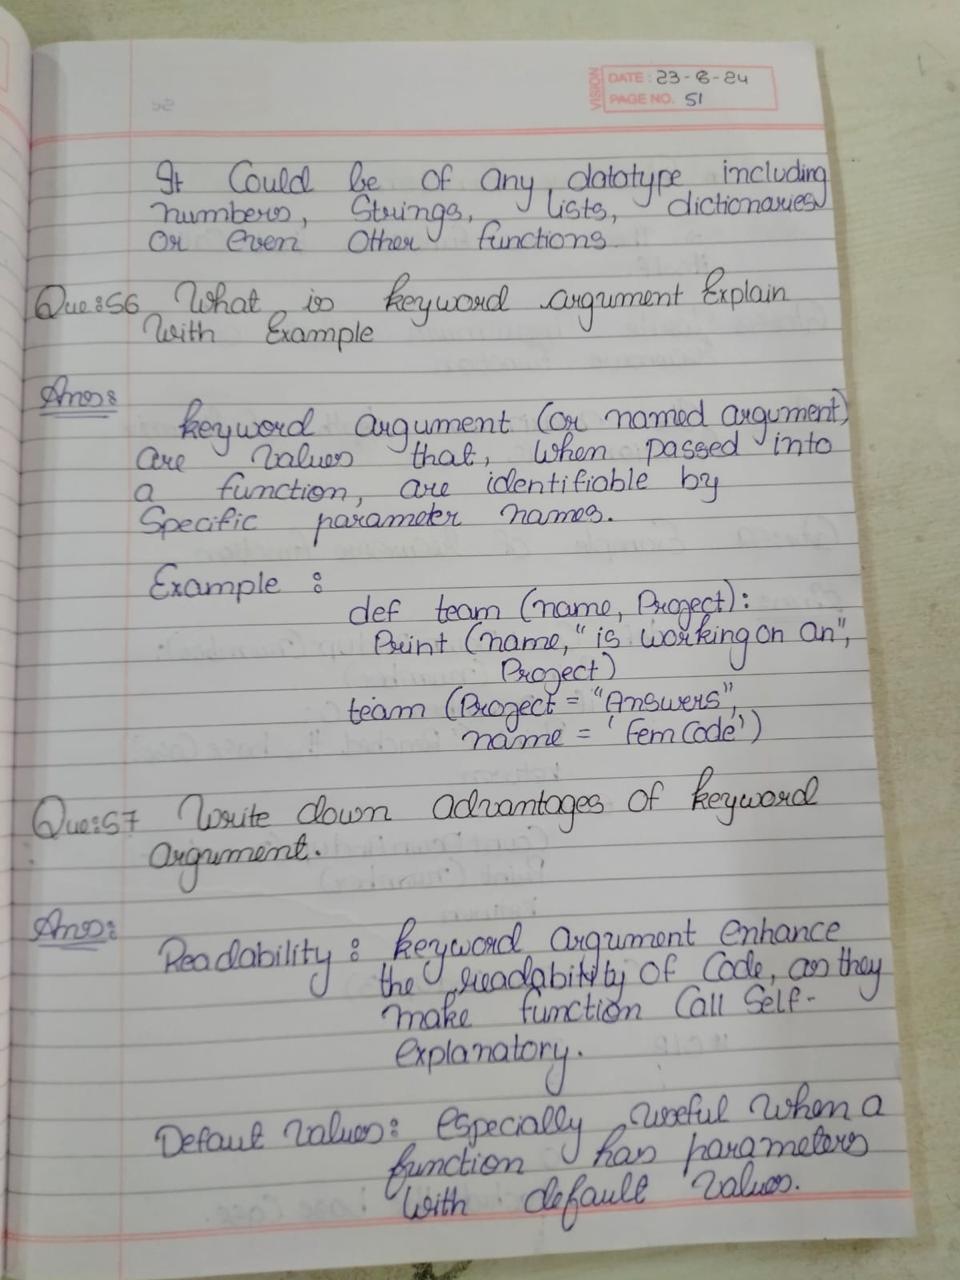 VISION
DATE: 23-8-24
PAGE NO. 51
It Could be of any datatype including
numbers, Strings, lists, dictionaries
or even Other functions.
Que:56 What is keyword argument Explain
With Example
Ans:
keyword argument (or named argument)
are values that, when passed into
a function, are identifiable by
Specific parameter names.
Example :
def team (name, Project):
Print (name, "is working on an",
Project)
team (Project = "Answers",
name = 'FemCode')
Que:57 Write down advantages of keyword
argument.
Ans:
Readability : keyword argument enhance
the readability of Code, as they
make function Call Self-
explanatory.
Defaut Values: Especially useful when a
function has parameters
With default values.